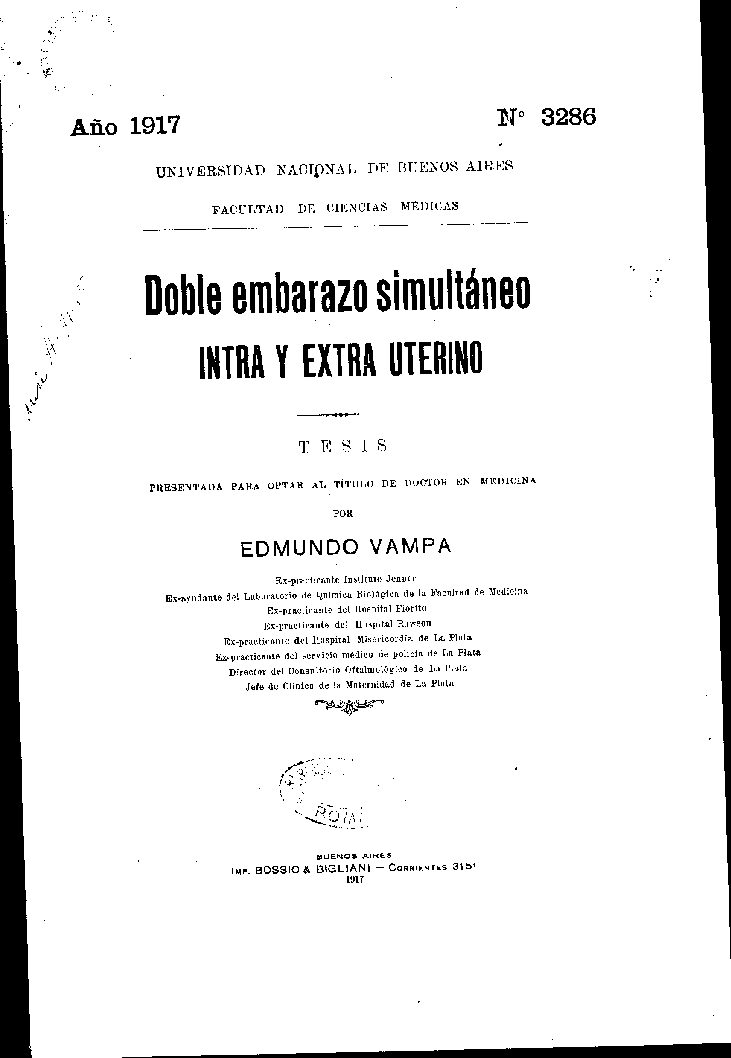 Año 1917
Nº 3286
UNIVERSIDAD NACIONAL DE BUENOS AIRES
FACULTAD DE CIENCIAS MÉDICAS
Doble embarazo simultáneo
INTRA Y EXTRA UTERINO
TESIS
PRESENTADA PARA OPTAR AL TÍTULO DE DOCTOR EN MEDICINA
POR
EDMUNDO VAMPA
Ex-practicante Instituto Jenner
Ex-ayudante del Laboratorio de Química Biológica de la Facultad de Medicina
Ex-practicante del Hospital Fiorito
Ex-practicante del Hospital Rawson
Ex-practicante del Hospital Misericordia de La Plata
Ex-practicante del servicio médico de policía de La Plata
Director del Consultorio Oftalmológico de La Plata
Jefe de Clínica de la Maternidad de La Plata
BUENOS AIRES
IMP. BOSSIO & BIGLIANI — CORRIENTES 3151
1917